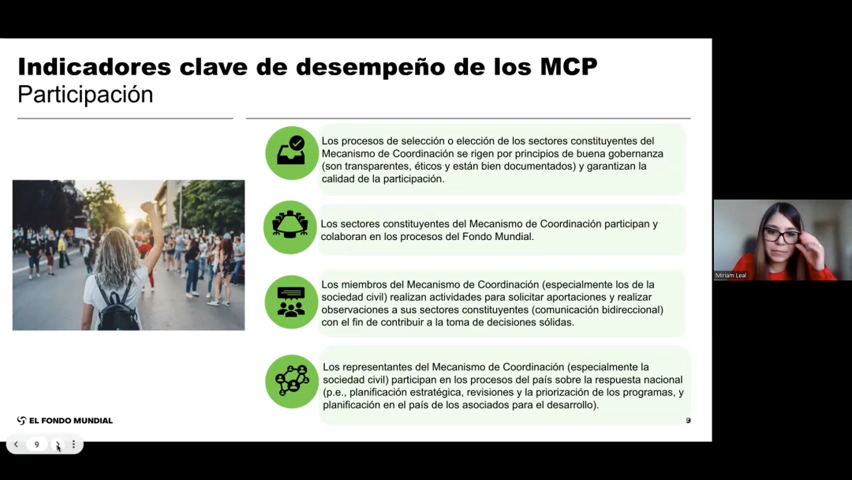 Indicadores clave de desempeño de los MCP
Participación
Los procesos de selección o elección de los sectores constituyentes del
Mecanismo de Coordinación se rigen por principios de buena gobernanza
(son transparentes, éticos y están bien documentados) y garantizan la
calidad de la participación.
Los sectores constituyentes del Mecanismo de Coordinación participan y
colaboran en los procesos del Fondo Mundial.
Los miembros del Mecanismo de Coordinación (especialmente los de la
sociedad civil) realizan actividades para solicitar aportaciones y realizar
observaciones a sus sectores constituyentes (comunicación bidireccional)
con el fin de contribuir a la toma de decisiones sólidas.
Los representantes del Mecanismo de Coordinación (especialmente la
sociedad civil) participan en los procesos del país sobre la respuesta nacional
(p.e., planificación estratégica, revisiones y la priorización de los programas, y
planificación en el país de los asociados para el desarrollo).
EL FONDO MUNDIAL
9
9
Miriam Leal